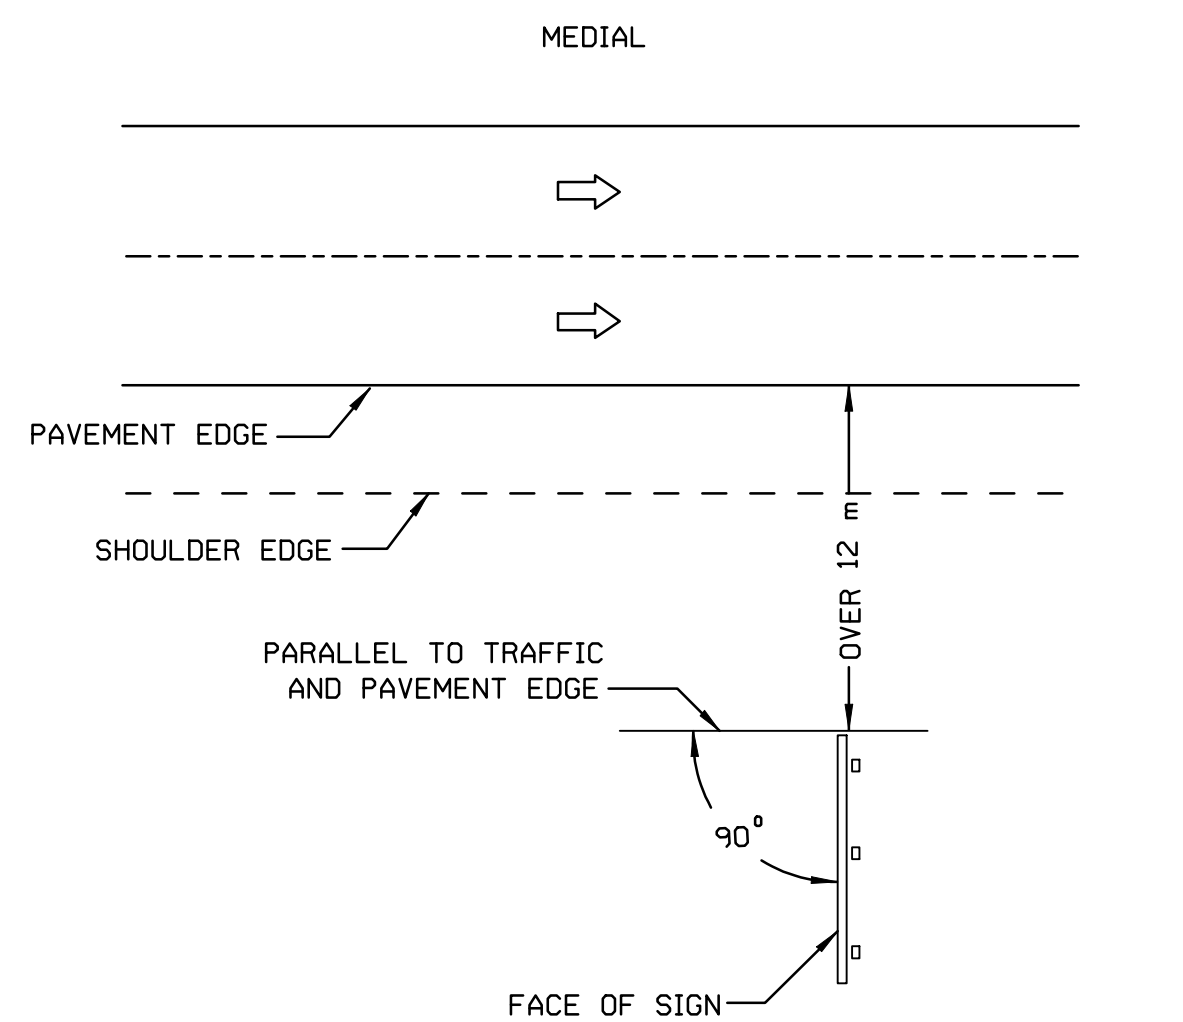 MEDIAL
PAVEMENT EDGE
SHOULDER EDGE
OVER 12 m
PARALLEL TO TRAFFIC
AND PAVEMENT EDGE
90°
FACE OF SIGN